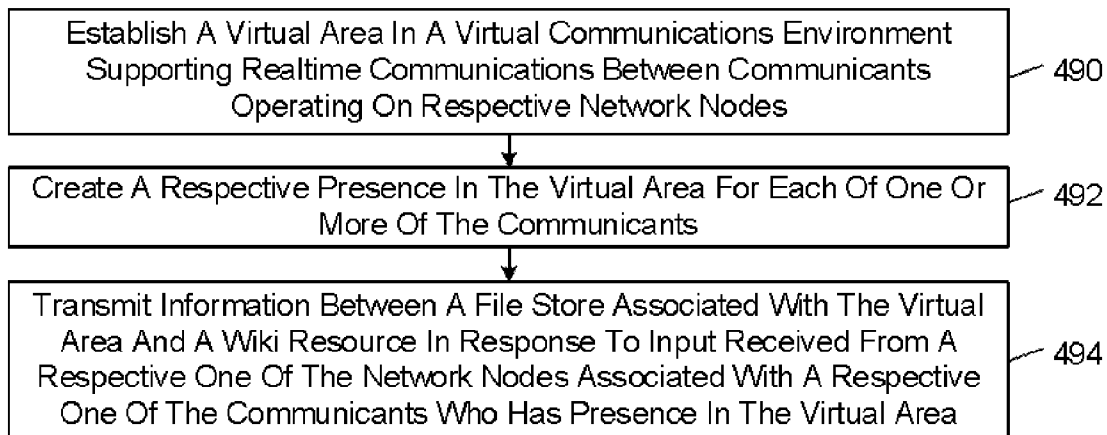 Establish A Virtual Area In A Virtual Communications Environment
Supporting Realtime Communications Between Communicants
Operating On Respective Network Nodes
490
Create A Respective Presence In The Virtual Area For Each Of One Or
More Of The Communicants
492
Transmit Information Between A File Store Associated With The Virtual
Area And A Wiki Resource In Response To Input Received From A
Respective One Of The Network Nodes Associated With A Respective
One Of The Communicants Who Has Presence In The Virtual Area
494